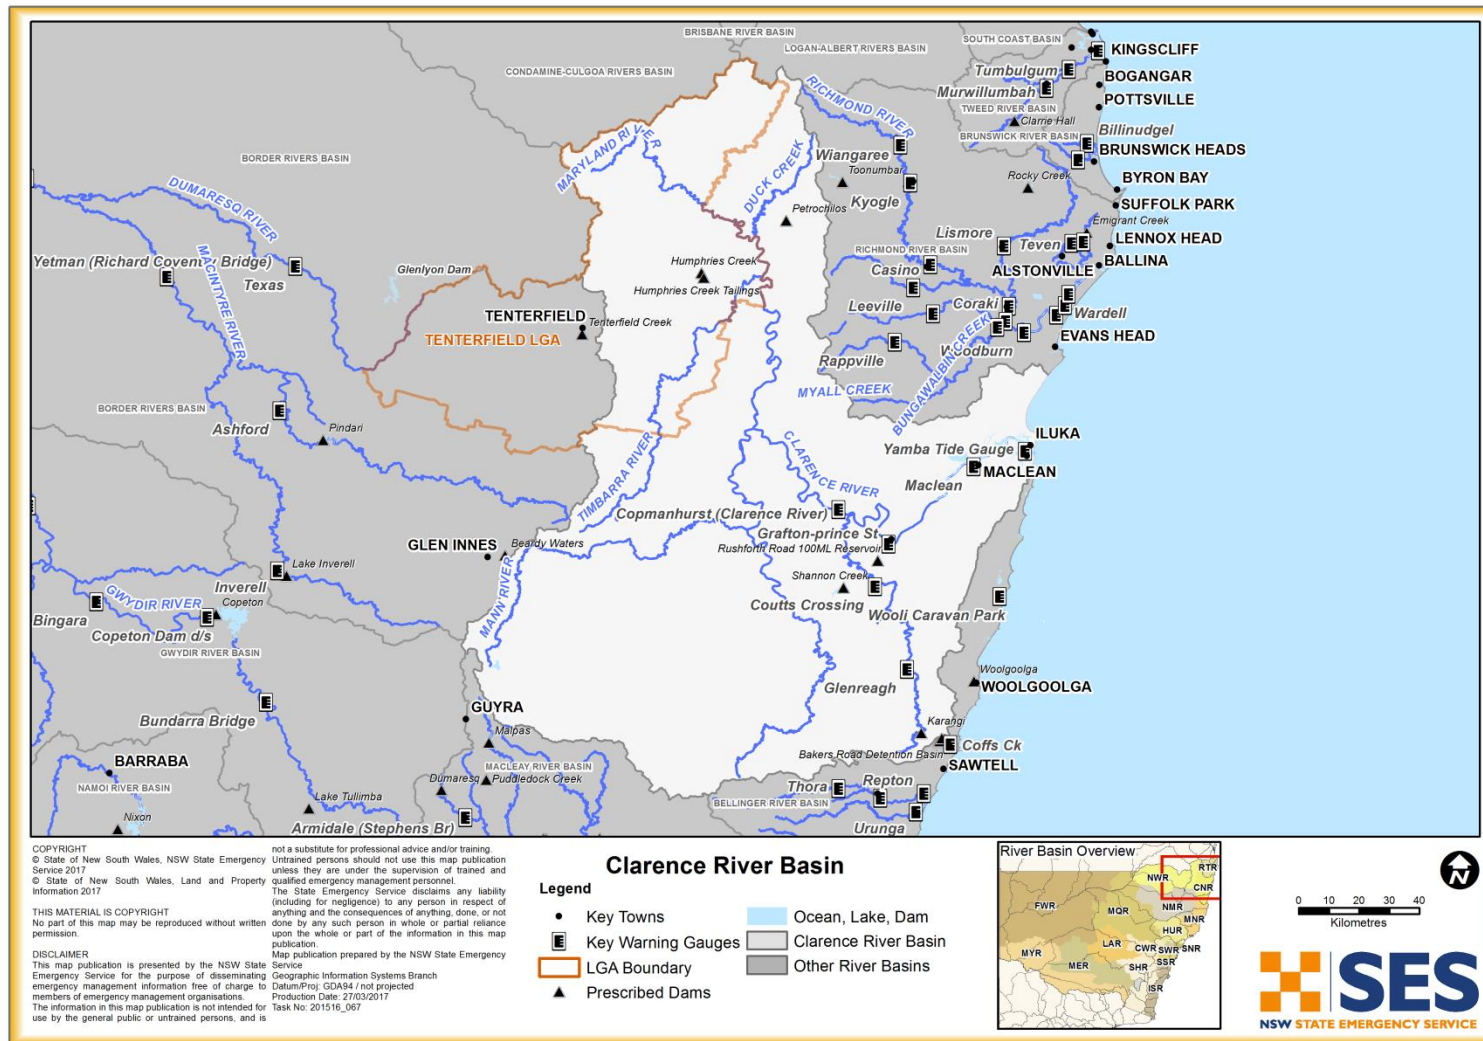 BRISBANE RIVER BASIN
SOUTH COAST BASIN
LOGAN-ALBERT RIVERS BASIN
KINGSCLIFF
CONDAMINE-CULGOA RIVERS BASIN
Tumbulgum
BOGANGAR
Murwillumbah
POTTSVILLE
TWEED RIVER BASIN
Clarrie Hall
RICHMOND RIVER
BRUNSWICK RIVER BASIN
Billinudgel
BRUNSWICK HEADS
MARYLAND RIVER
BORDER RIVERS BASIN
Wiangaree
Toonumbar
DUCK CREEK
Rocky Creek
BYRON BAY
DUMARESQ RIVER
Kyogle
SUFFOLK PARK
Petrochilos
Emigrant Creek
Lismore
Teven
LENNOX HEAD
RICHMOND RIVER BASIN
Yetman (Richard Coventry Bridge)
Glenlyon Dam
Humphries Creek
Casino
ALSTONVILLE
BALLINA
Texas
Humphries Creek Tailings
MACINTYRE RIVER
Leeville
Coraki
Wardell
TENTERFIELD
Tenterfield Creek
TENTERFIELD LGA
EVANS HEAD
Woodburn
Rappville
BUNGAWALBIN CREEK
MYALL CREEK
BORDER RIVERS BASIN
Ashford
Pindari
ILUKA
Yamba Tide Gauge
CLARENCE RIVER
MACLEAN
Maclean
TIMBARRA RIVER
Copmanhurst (Clarence River)
Grafton-prince St
GLEN INNES
Beardy Waters
Rushforth Road 100ML Reservoir
Lake Inverell
Shannon Creek
MANN RIVER
Inverell
GWYDIR RIVER
Copeton
Coutts Crossing
Wooli Caravan Park
Bingara
Copeton Dam d/s
GWYDIR RIVER BASIN
Woolgoolga
WOOLGOOLGA
Glenreagh
GUYRA
Bundarra Bridge
Karangi
Malpas
Coffs Ck
Bakers Road Detention Basin
BARRABA
MACLEAY RIVER BASIN
SAWTELL
Dumaresq
Puddledock Creek
NAMOI RIVER BASIN
Thora
Repton
Lake Tullimba
BELLINGER RIVER BASIN
Nixon
Armidale (Stephens Br)
Urunga
COPYRIGHT
© State of New South Wales, NSW State Emergency
Service 2017
© State of New South Wales, Land and Property
Information 2017
THIS MATERIAL IS COPYRIGHT
No part of this map may be reproduced without written
permission.
DISCLAIMER
This map publication is presented by the NSW State
Emergency Service for the purpose of disseminating
emergency management information free of charge to
members of emergency management organisations.
The information in this map publication is not intended for
use by the general public or untrained persons, and is
not a substitute for professional advice and/or training.
Untrained persons should not use this map publication
unless they are under the supervision of trained and
qualified emergency management personnel.
The State Emergency Service disclaims any liability
(including for negligence) to any person in respect of
anything and the consequences of anything, done, or not
done by any such person in whole or partial reliance
upon the whole or part of the information in this map
publication.
Map publication prepared by the NSW State Emergency
Service
Geographic Information Systems Branch
Datum/Proj: GDA94 / not projected
Production Date: 27/03/2017
Task No: 201516_067
Clarence River Basin
Legend
Key Towns
Key Warning Gauges
LGA Boundary
Prescribed Dams
Ocean, Lake, Dam
Clarence River Basin
Other River Basins
River Basin Overview
RTR
NWR
CNR
FWR
NMR
MQR
MNR
HUR
LAR
CWR
SWR
SNR
MYR
MER
SHR
SSR
ISR
N
0 10 20 30 40
Kilometres
SES
NSW STATE EMERGENCY SERVICE